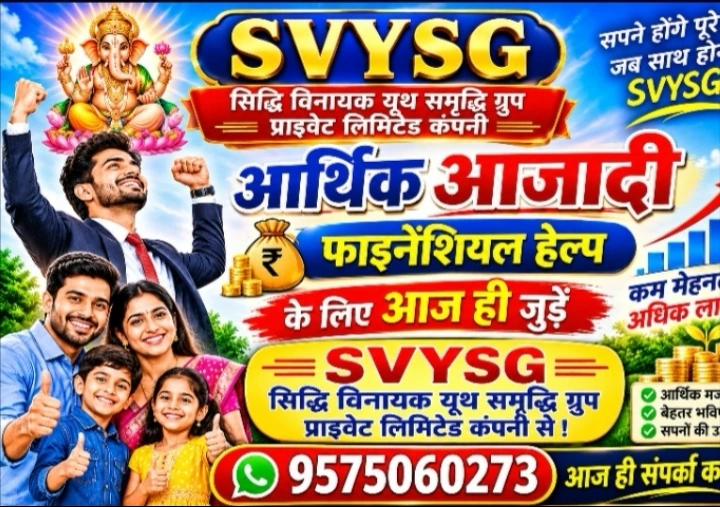 SVYSG
सिद्धि विनायक यूथ समृद्धि ग्रुप
प्राइवेट लिमिटेड कंपनी
सपने होंगे पूरे
जब साथ
SVYSG
आर्थिक आजादी
₹ फाइनेंशियल हेल्प
के लिए आज ही जुड़ें
कम
अधिक
SVYSG
सिद्धि विनायक यूथ समृद्धि ग्रुप
प्राइवेट लिमिटेड कंपनी से !
आर्थिक
बेहतर
सपनों की
9575060273
आज ही संपर्का